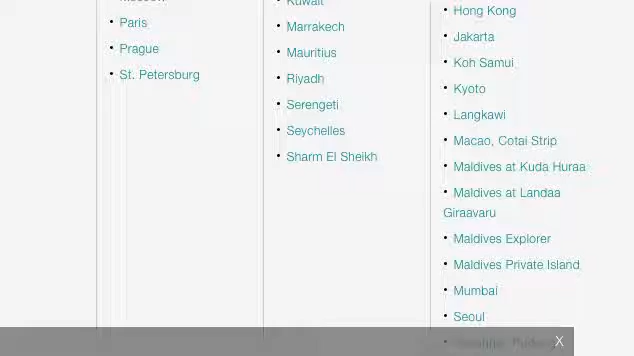 • Paris
• Prague
• St. Petersburg
Kuwait
• Marrakech
• Mauritius
• Riyadh
• Serengeti
• Seychelles
• Sharm El Sheikh
• Hong Kong
• Jakarta
• Koh Samui
• Kyoto
• Langkawi
• Macao, Cotai Strip
• Maldives at Kuda Huraa
• Maldives at Landaa
Giraavaru
• Maldives Explorer
• Maldives Private Island
• Mumbai
• Seoul
X